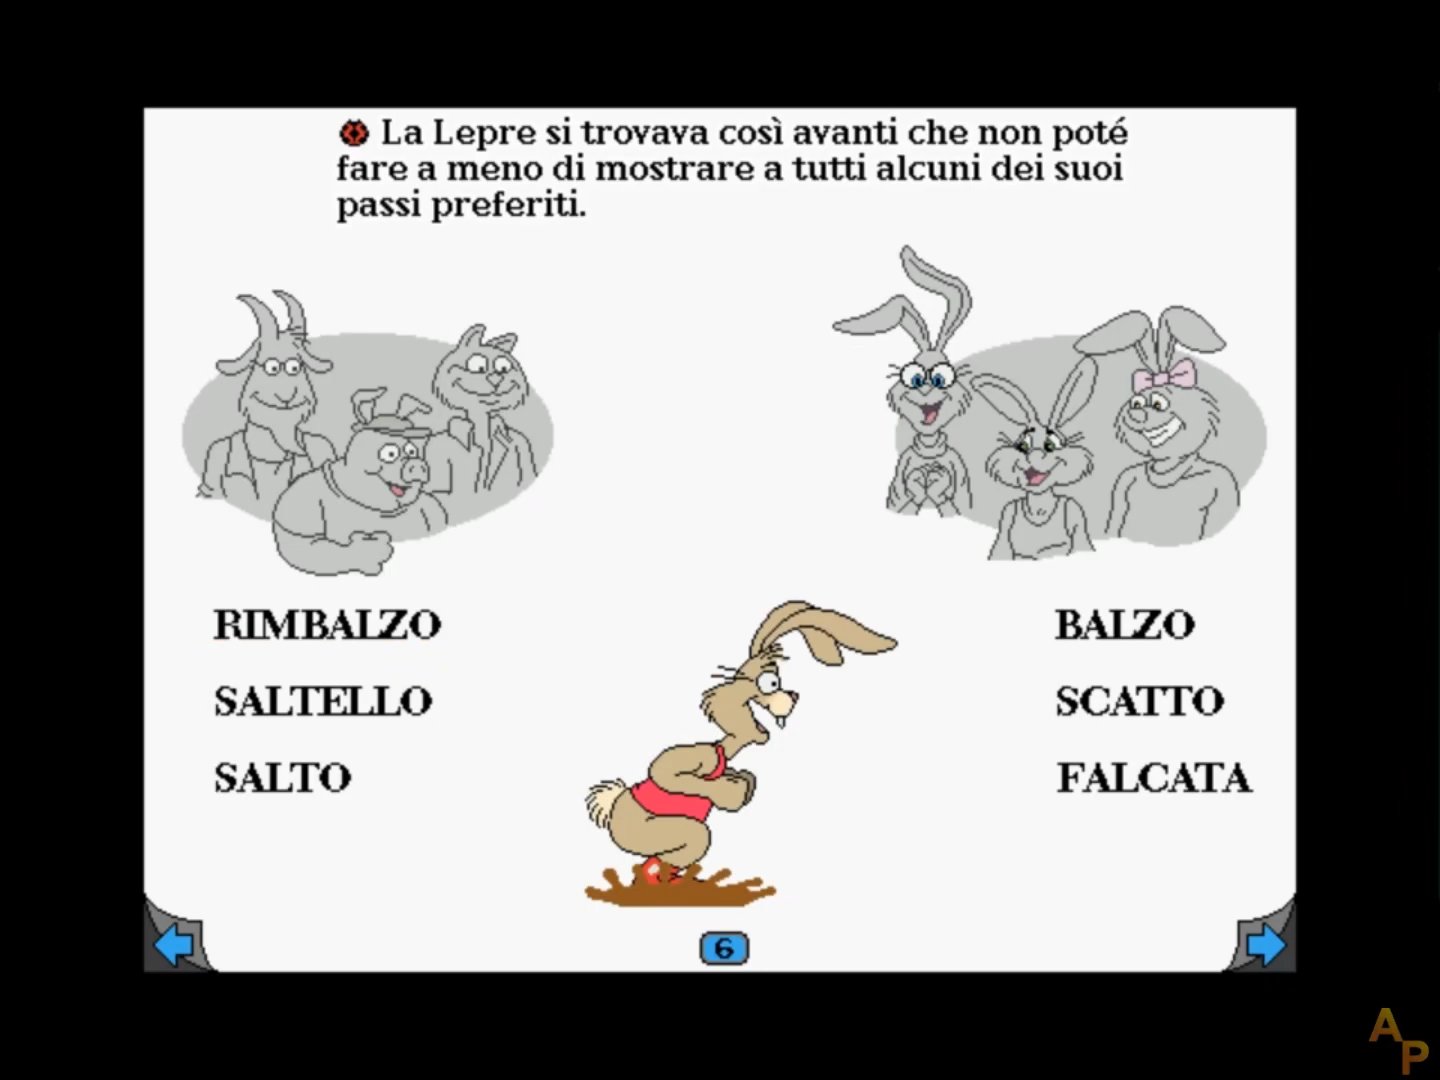 La Lepre si trovava così avanti che non poté
fare a meno di mostrare a tutti alcuni dei suoi
passi preferiti.
RIMBALZO
SALTELLO
SALTO
BALZO
SCATTO
FALCATA
6
AP